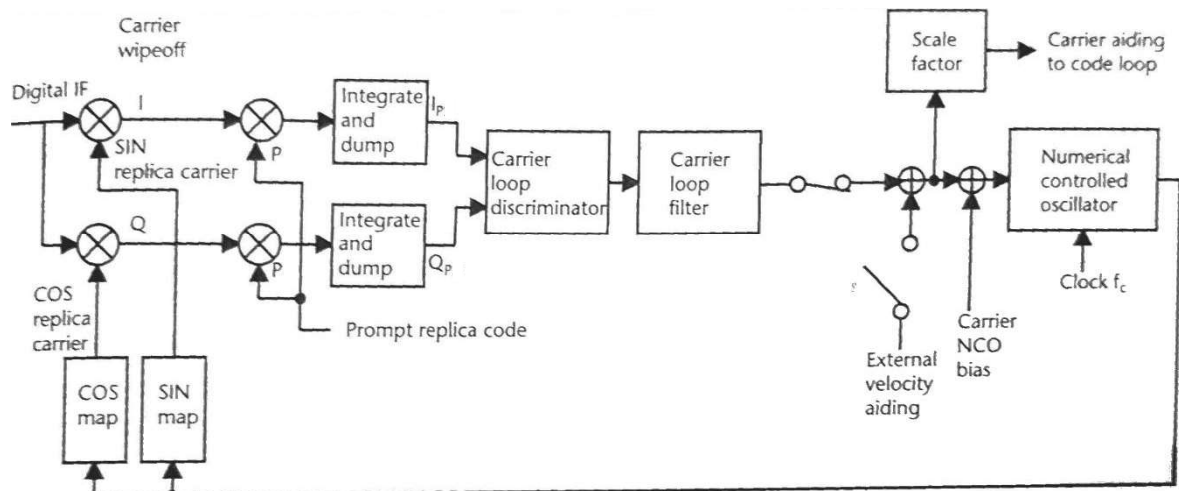 Carrier
wipeoff
Scale
factor
Carrier aiding
to code loop
Digital IF
I
SIN
replica carrier
P
Integrate
and
dump
I_P
Carrier
loop
discriminator
Carrier
loop
filter
Numerical
controlled
oscillator
Q
P
Integrate
and
dump
Q_P
Clock f_c
COS
replica
carrier
Prompt replica code
Carrier
NCO
bias
External
velocity
aiding
COS
map
SIN
map